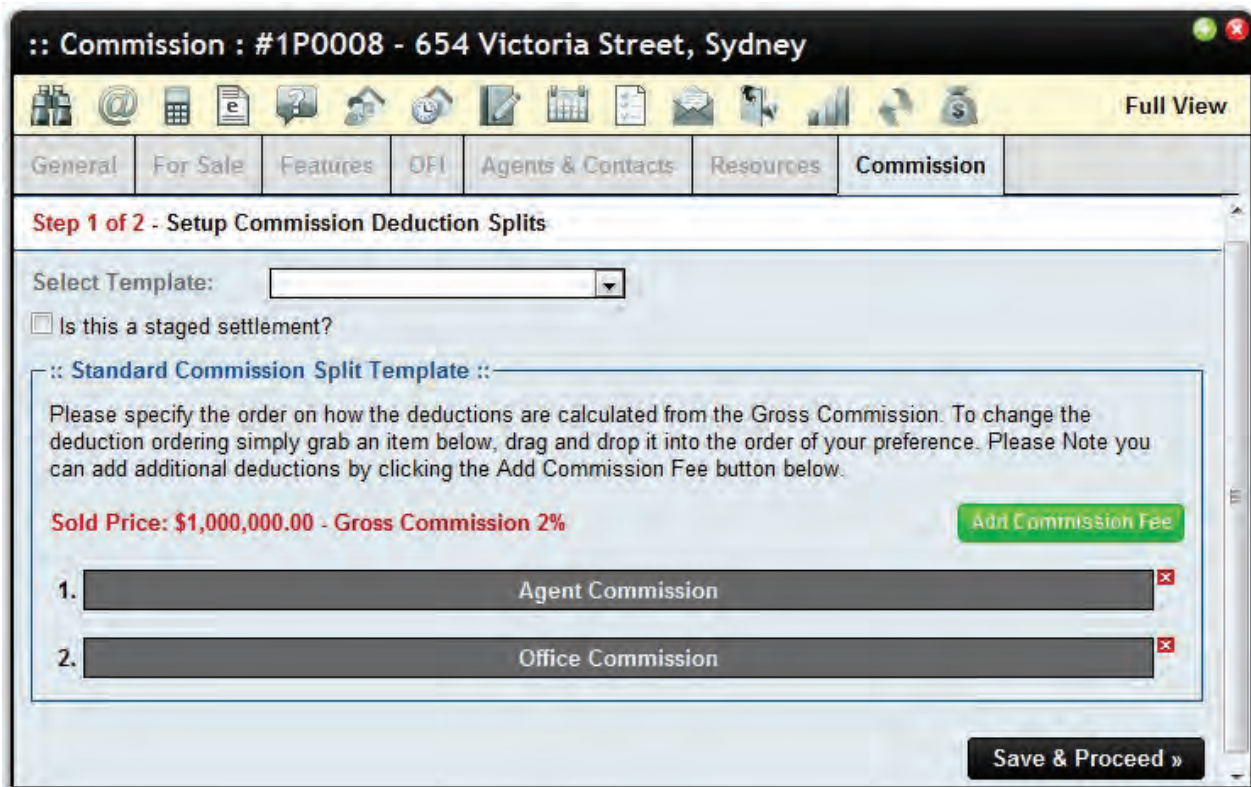 :: Commission : #1P0008 - 654 Victoria Street, Sydney
Full View
General For Sale Features OFI Agents & Contacts Resources Commission
Step 1 of 2 - Setup Commission Deduction Splits
Select Template:
Is this a staged settlement?
:: Standard Commission Split Template ::
Please specify the order on how the deductions are calculated from the Gross Commission. To change the
deduction ordering simply grab an item below, drag and drop it into the order of your preference. Please Note you
can add additional deductions by clicking the Add Commission Fee button below.
Sold Price: $1,000,000.00 - Gross Commission 2%
Add Commission Fee
1. Agent Commission
2. Office Commission
Save & Proceed »